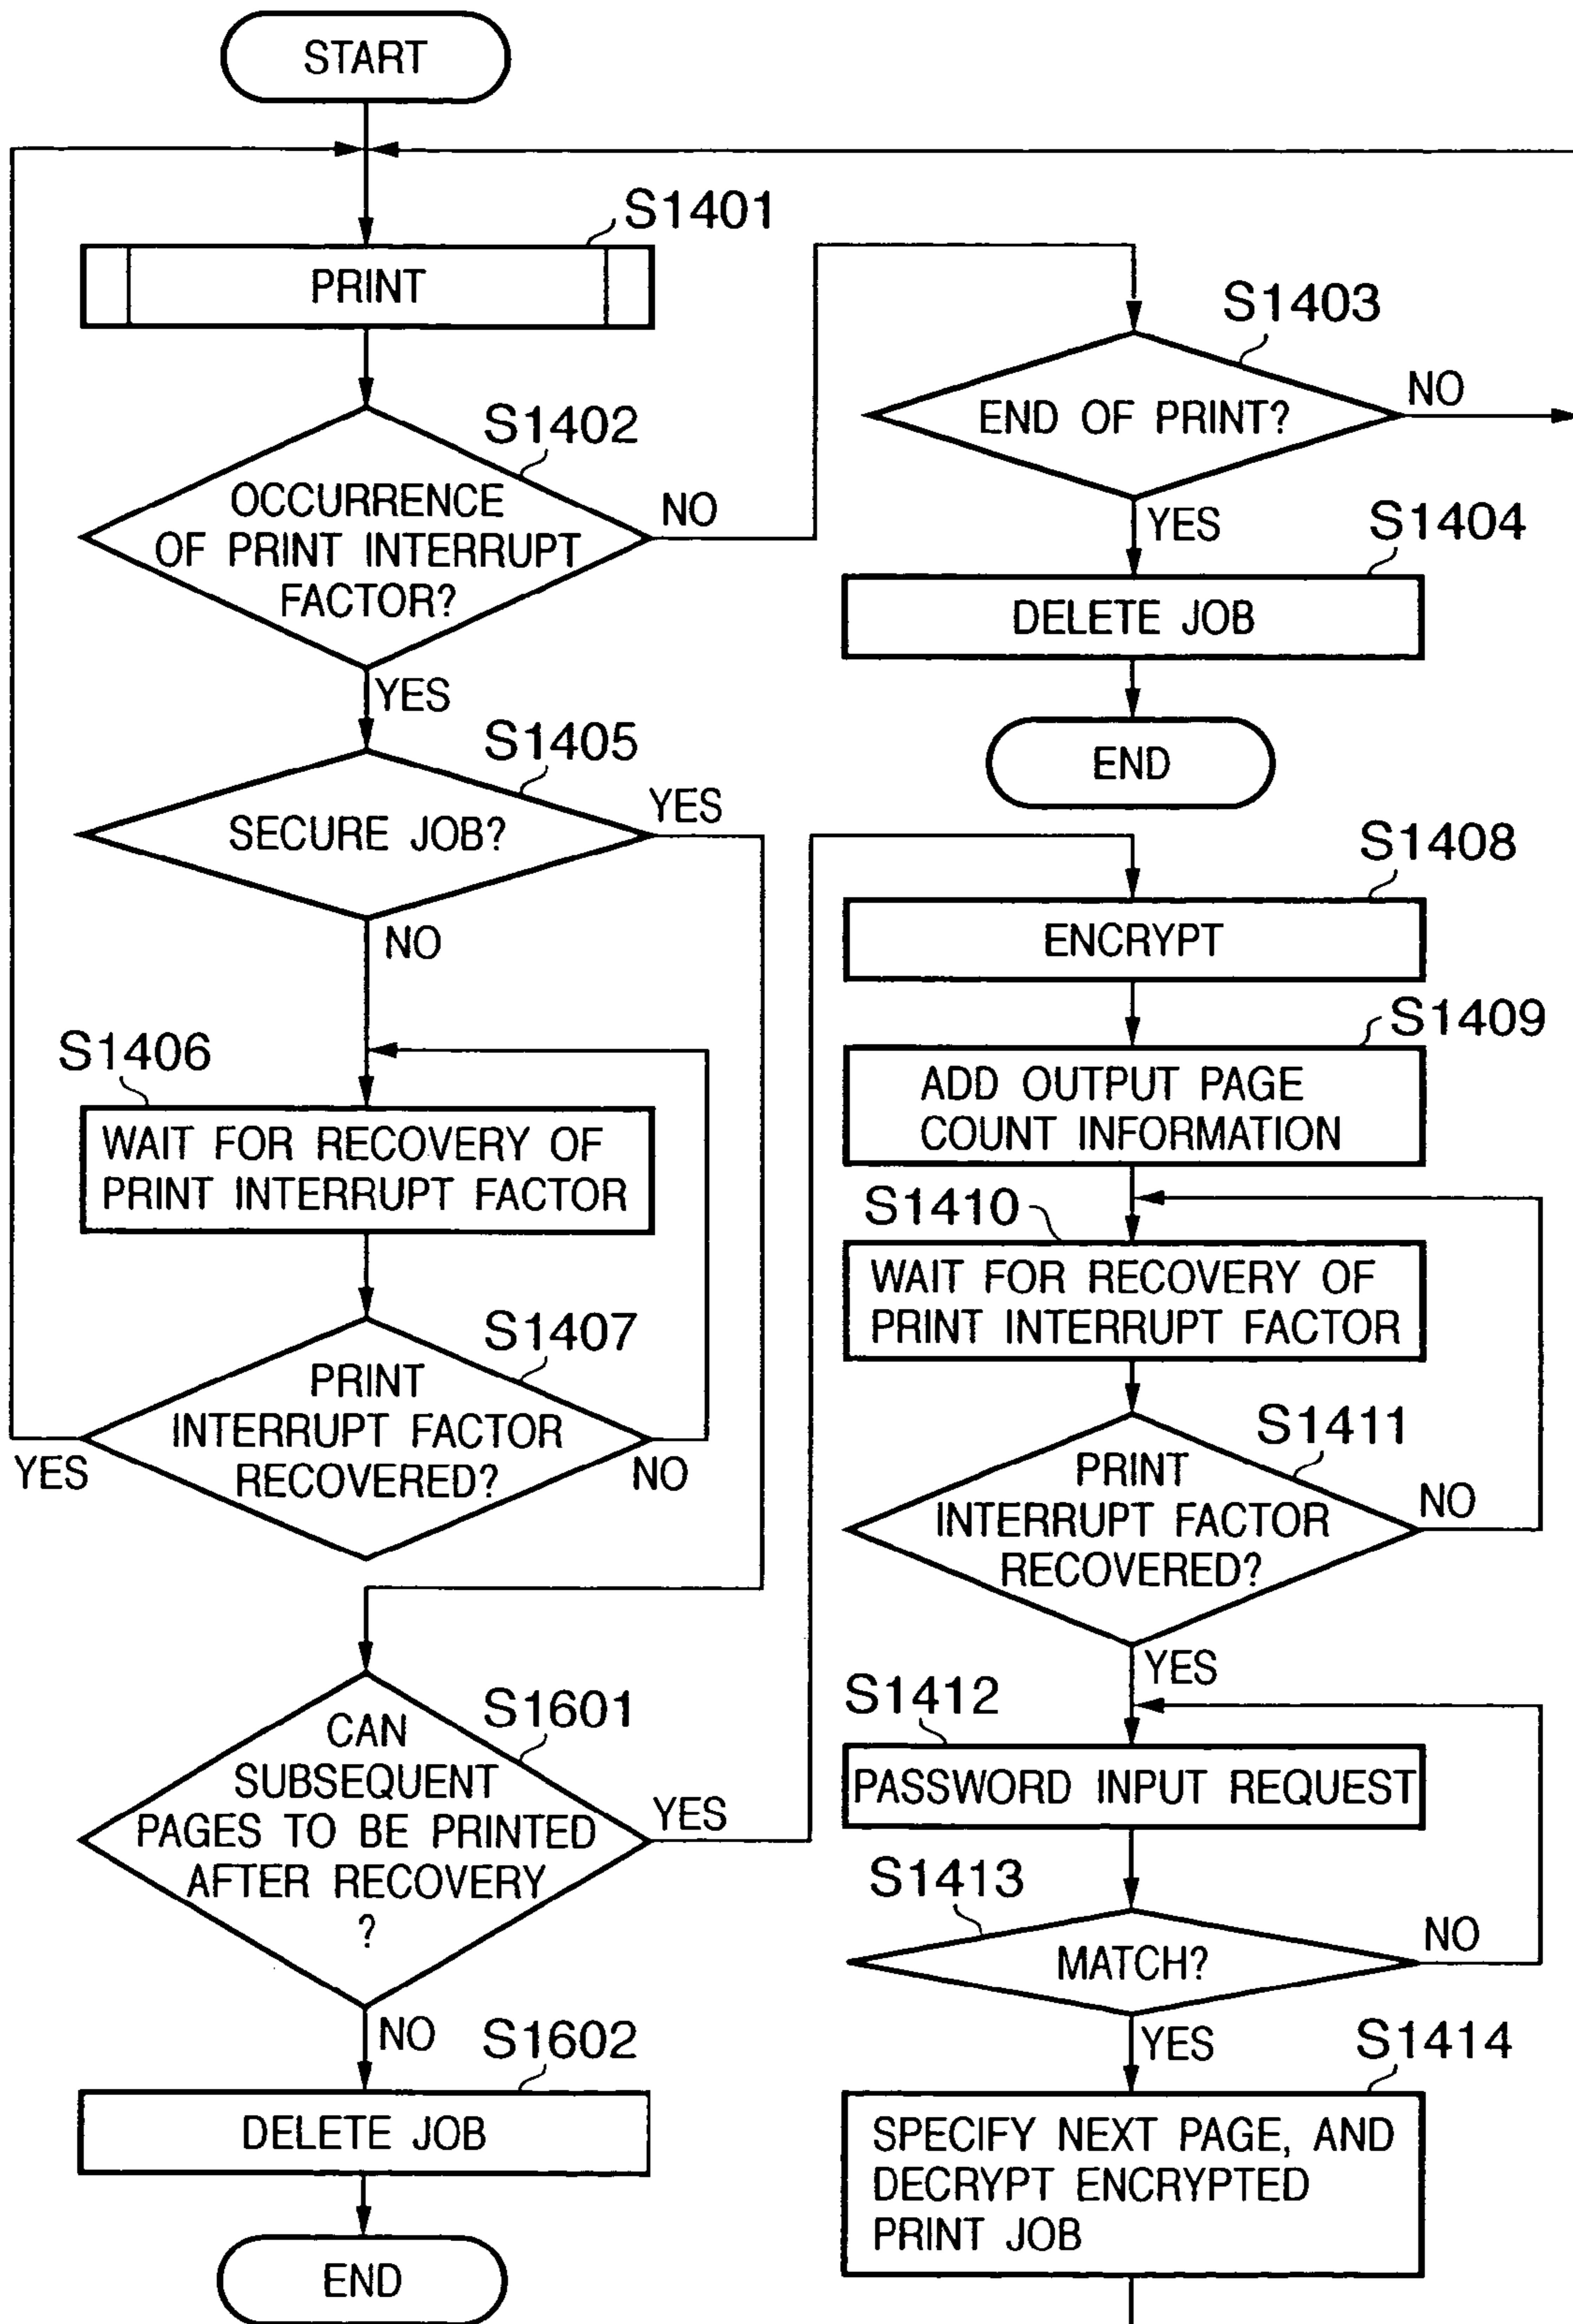 START
S1401
PRINT
S1402
OCCURRENCE
OF PRINT INTERRUPT
FACTOR?
NO
YES
S1403
END OF PRINT?
NO
YES
S1404
DELETE JOB
END
S1405
SECURE JOB?
YES
NO
S1406
WAIT FOR RECOVERY OF
PRINT INTERRUPT FACTOR
S1407
PRINT
INTERRUPT FACTOR
RECOVERED?
YES
NO
S1601
CAN
SUBSEQUENT
PAGES TO BE PRINTED
AFTER RECOVERY
?
YES
NO
S1602
DELETE JOB
END
S1408
ENCRYPT
S1409
ADD OUTPUT PAGE
COUNT INFORMATION
S1410
WAIT FOR RECOVERY OF
PRINT INTERRUPT FACTOR
S1411
PRINT
INTERRUPT FACTOR
RECOVERED?
NO
YES
S1412
PASSWORD INPUT REQUEST
S1413
MATCH?
NO
YES
S1414
SPECIFY NEXT PAGE, AND
DECRYPT ENCRYPTED
PRINT JOB